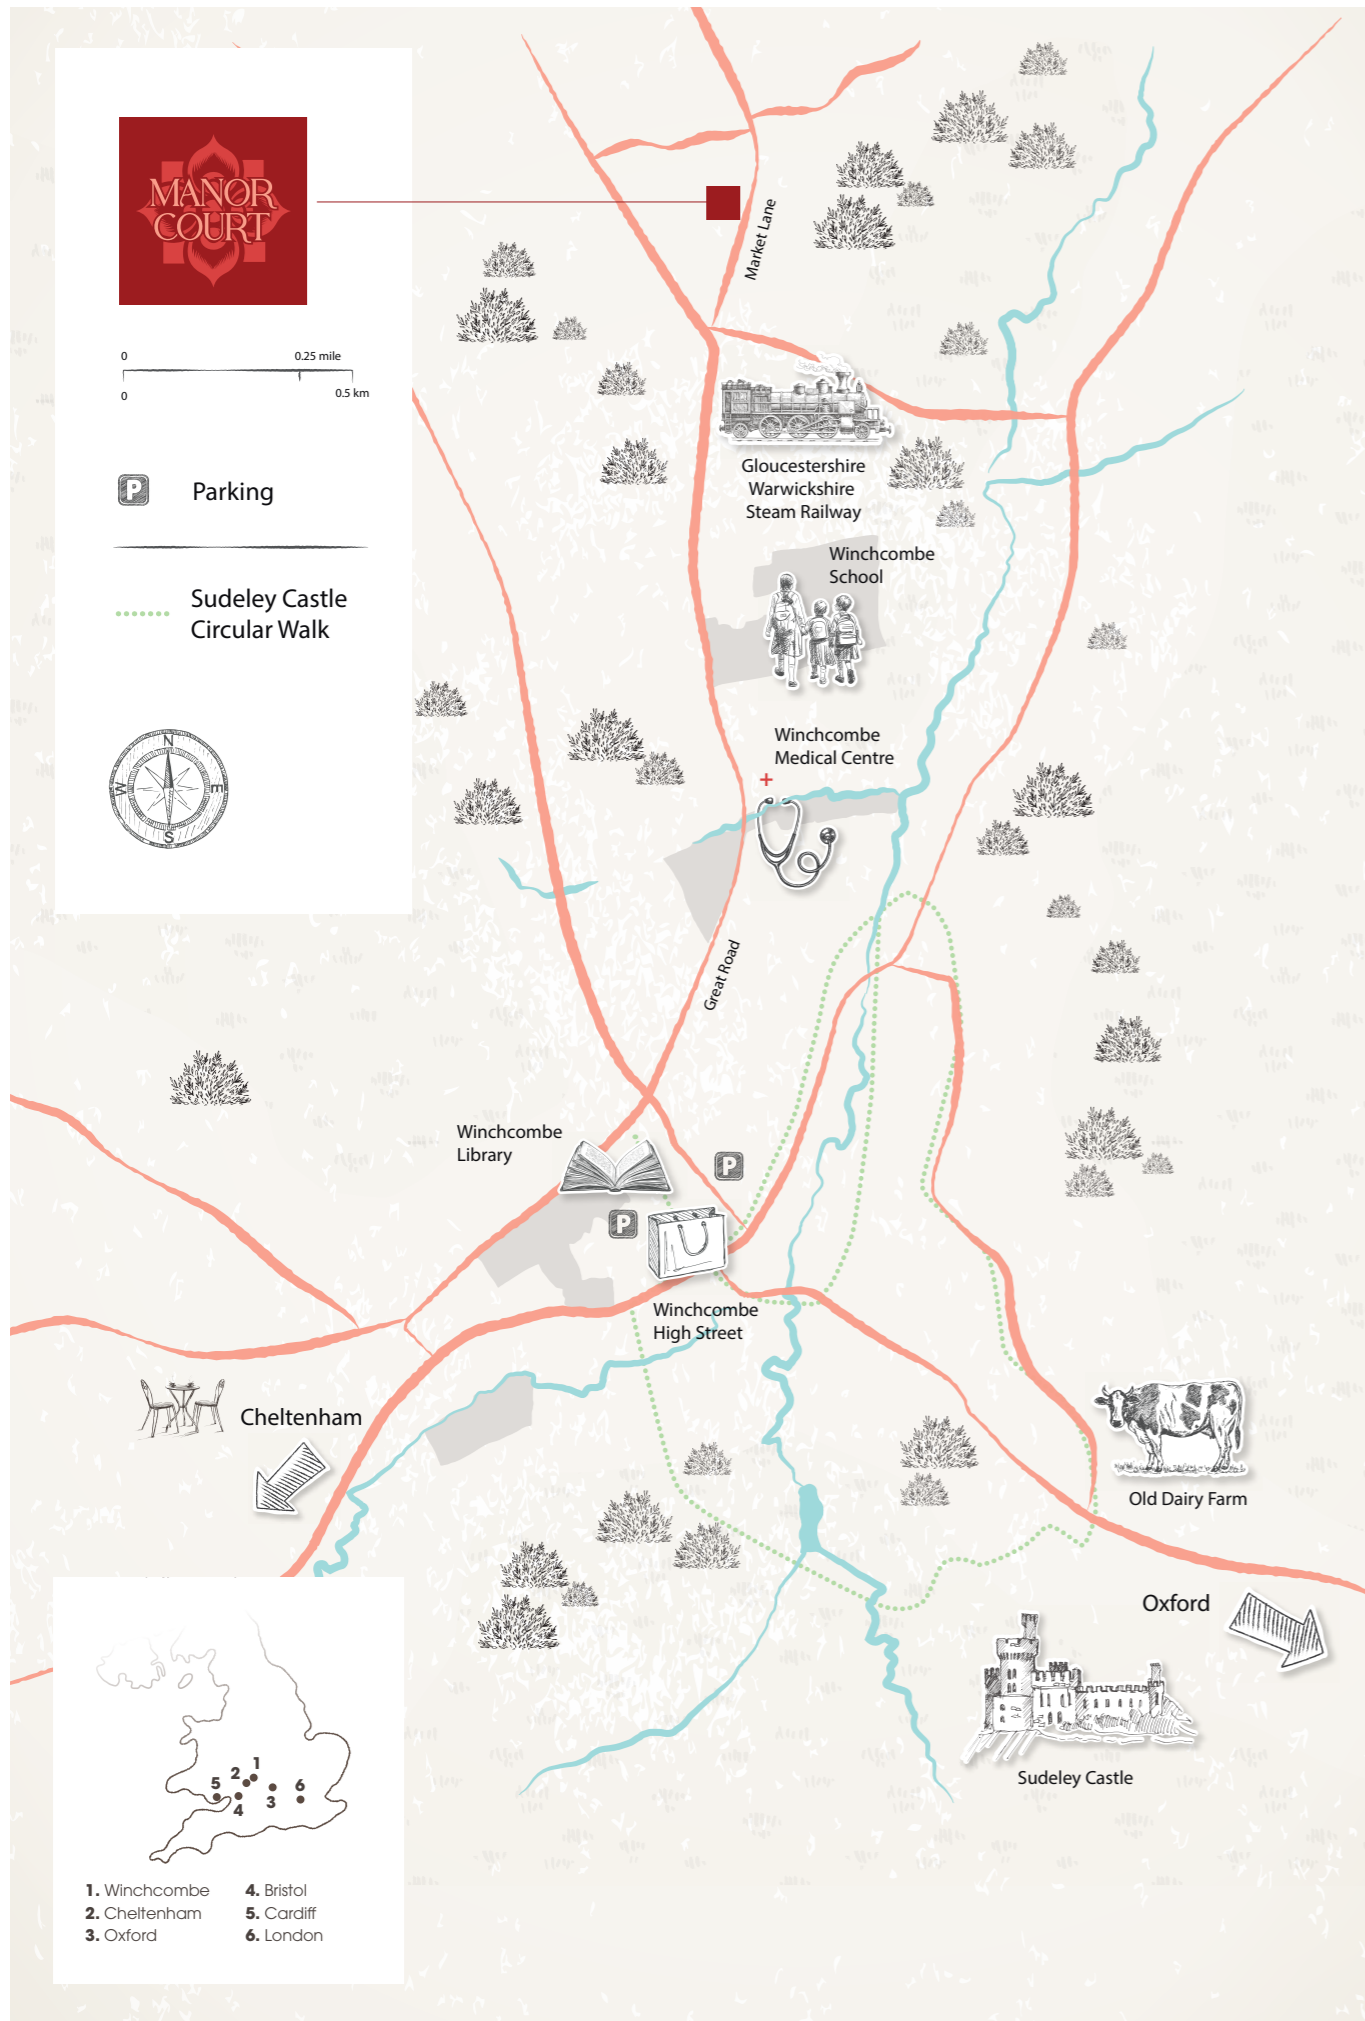 MANOR
COURT
0
0.25 mile
0
0.5 km
P
Parking
Sudeley Castle
Circular Walk
N
W
E
S
Market Lane
Gloucestershire
Warwickshire
Steam Railway
Winchcombe
School
Winchcombe
Medical Centre
Great Road
Winchcombe
Library
P
P
Winchcombe
High Street
Cheltenham
Old Dairy Farm
Oxford
Sudeley Castle
1
2
5
6
3
4
1. Winchcombe
2. Cheltenham
3. Oxford
4. Bristol
5. Cardiff
6. London